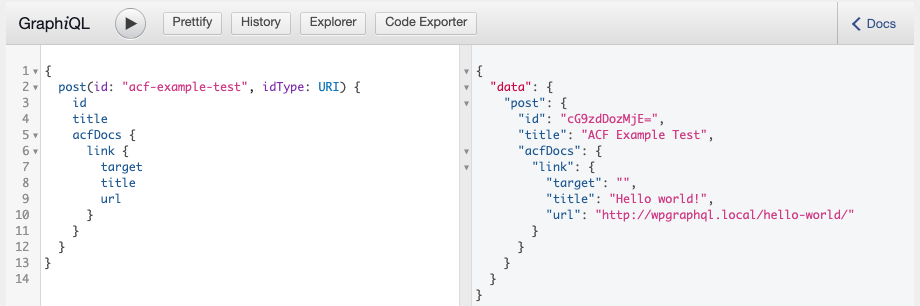 GraphiQL
Prettify
History
Explorer
Code Exporter
Docs
1 {
2 post(id: "acf-example-test", idType: URI) {
3 id
4 title
5 acfDocs {
6 link {
7 target
8 title
9 url
10 }
11 }
12 }
13 }
14
{
"data": {
"post": {
"id": "cG9zdDozMjE=",
"title": "ACF Example Test",
"acfDocs": {
"link": {
"target": "",
"title": "Hello world!",
"url": "http://wpgraphql.local/hello-world/"
}
}
}
}
}